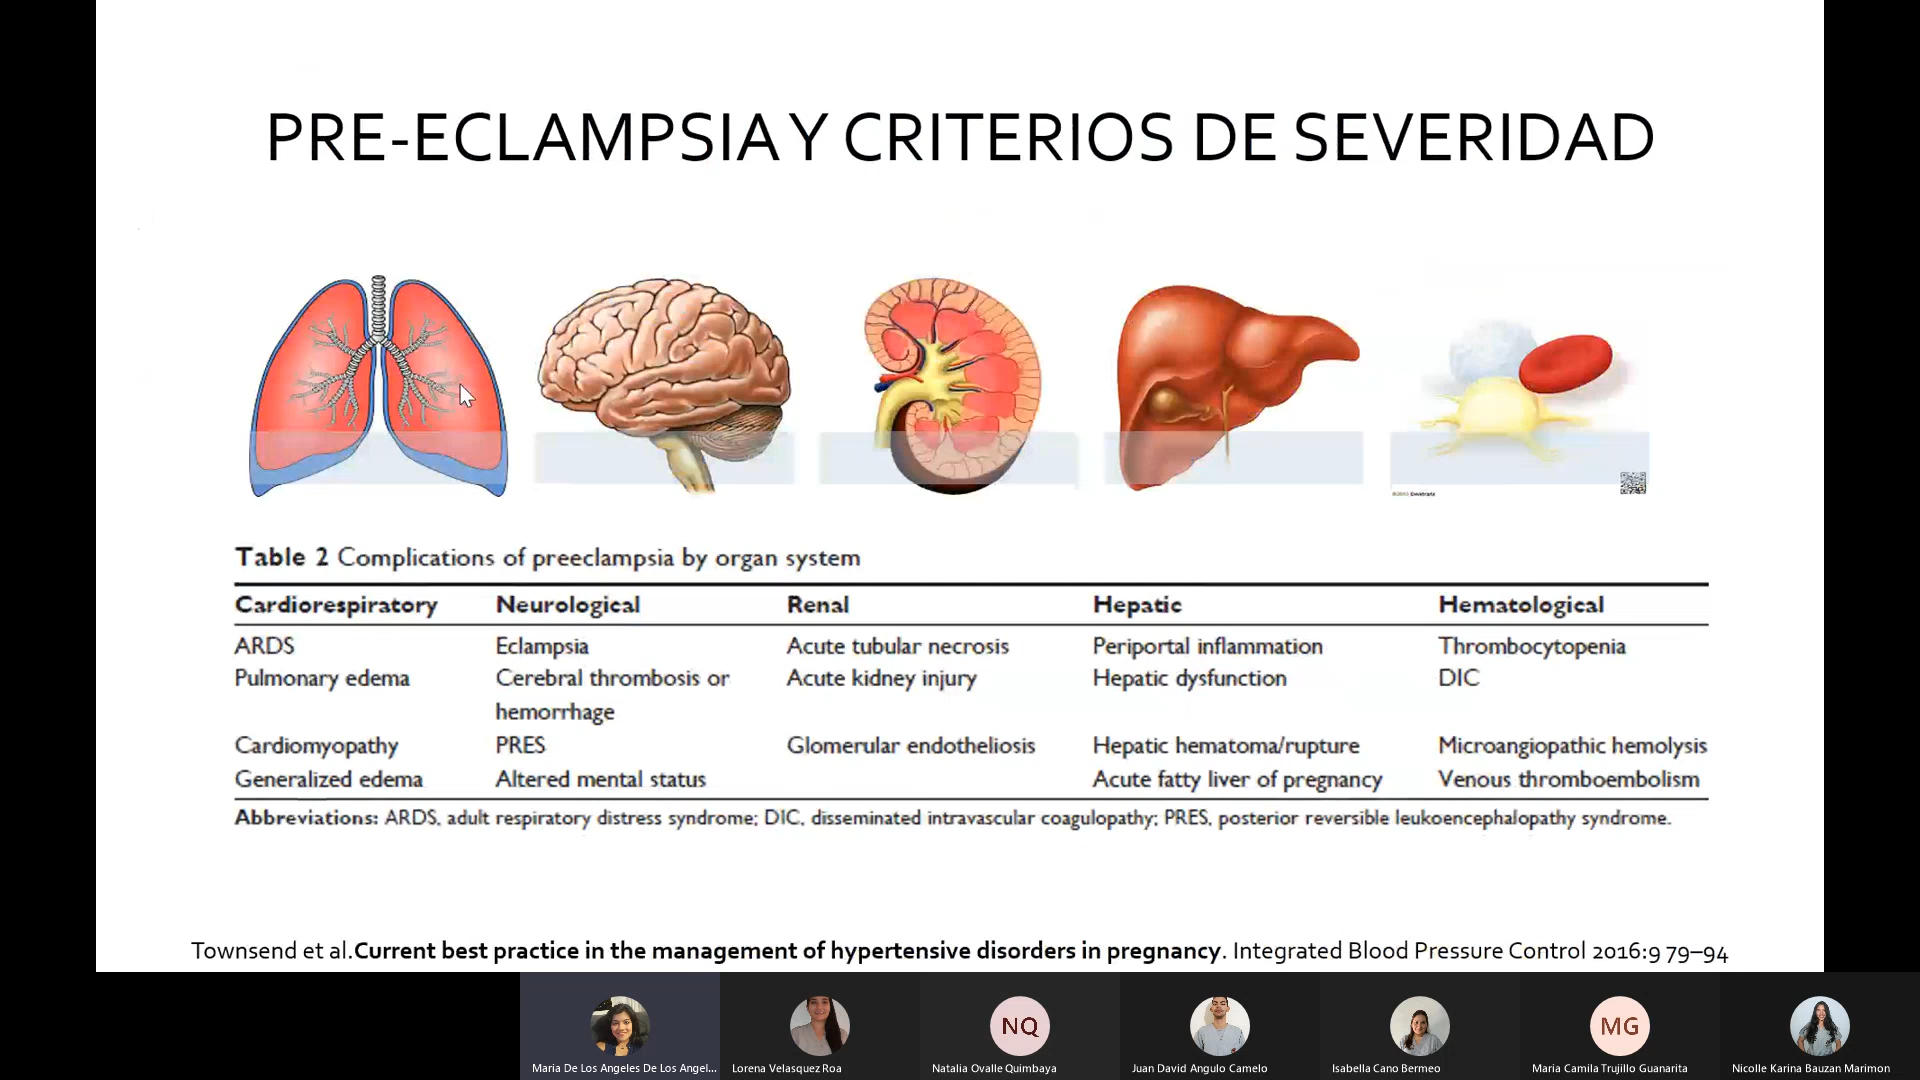 PRE-ECLAMPSIA Y CRITERIOS DE SEVERIDAD
Table 2 Complications of preeclampsia by organ system
Cardiorespiratory Neurological Renal Hepatic Hematological
ARDS Eclampsia Acute tubular necrosis Periportal inflammation Thrombocytopenia
Pulmonary edema Cerebral thrombosis or Acute kidney injury Hepatic dysfunction DIC
hemorrhage
Cardiomyopathy PRES Glomerular endotheliosis Hepatic hematoma/rupture Microangiopathic hemolysis
Generalized edema Altered mental status Acute fatty liver of pregnancy Venous thromboembolism
Abbreviations: ARDS, adult respiratory distress syndrome; DIC, disseminated intravascular coagulopathy; PRES, posterior reversible leukoencephalopathy syndrome.
Townsend et al.Current best practice in the management of hypertensive disorders in pregnancy. Integrated Blood Pressure Control 2016:9 79–94
NQ MG
Maria De Los Angeles De Los Angel... Lorena Velasquez Roa Natalia Ovalle Quimbaya Juan David Angulo Camelo Isabella Cano Bermeo Maria Camila Trujillo Guanarita Nicolle Karina Bauzan Marimon